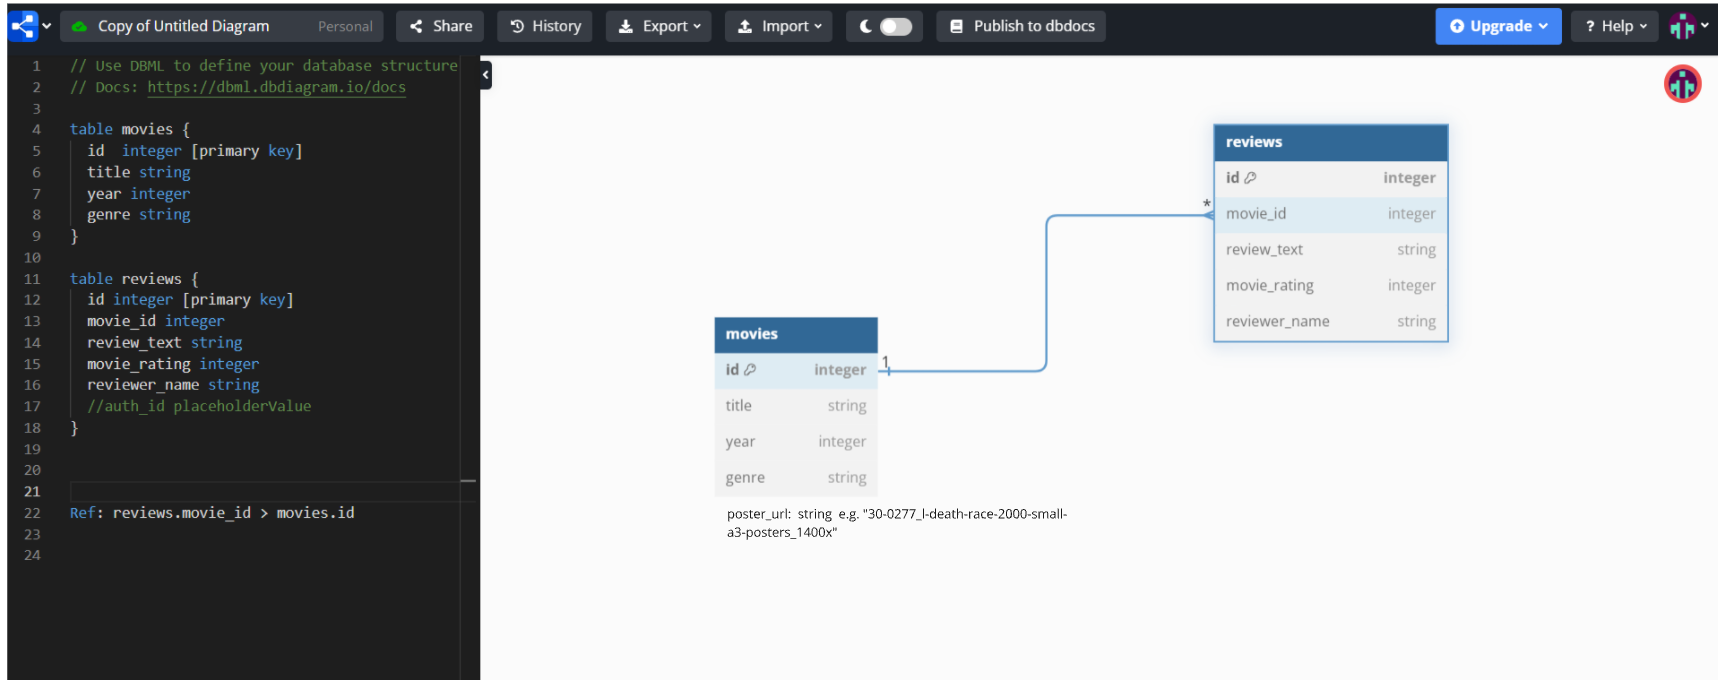 Copy of Untitled Diagram Personal Share History Export Import Publish to dbdocs Upgrade ? Help
1 // Use DBML to define your database structure
2 // Docs: https://dbml.dbdiagram.io/docs
3
4 table movies {
5 id integer [primary key]
6 title string
7 year integer
8 genre string
9 }
10
11 table reviews {
12 id integer [primary key]
13 movie_id integer
14 review_text string
15 movie_rating integer
16 reviewer_name string
17 //auth_id placeholderValue
18 }
19
20
21
22 Ref: reviews.movie_id > movies.id
23
24
reviews
id integer
* movie_id integer
review_text string
movie_rating integer
reviewer_name string
movies
id integer 1
title string
year integer
genre string
poster_url: string e.g. "30-0277_l-death-race-2000-small-
a3-posters_1400x"